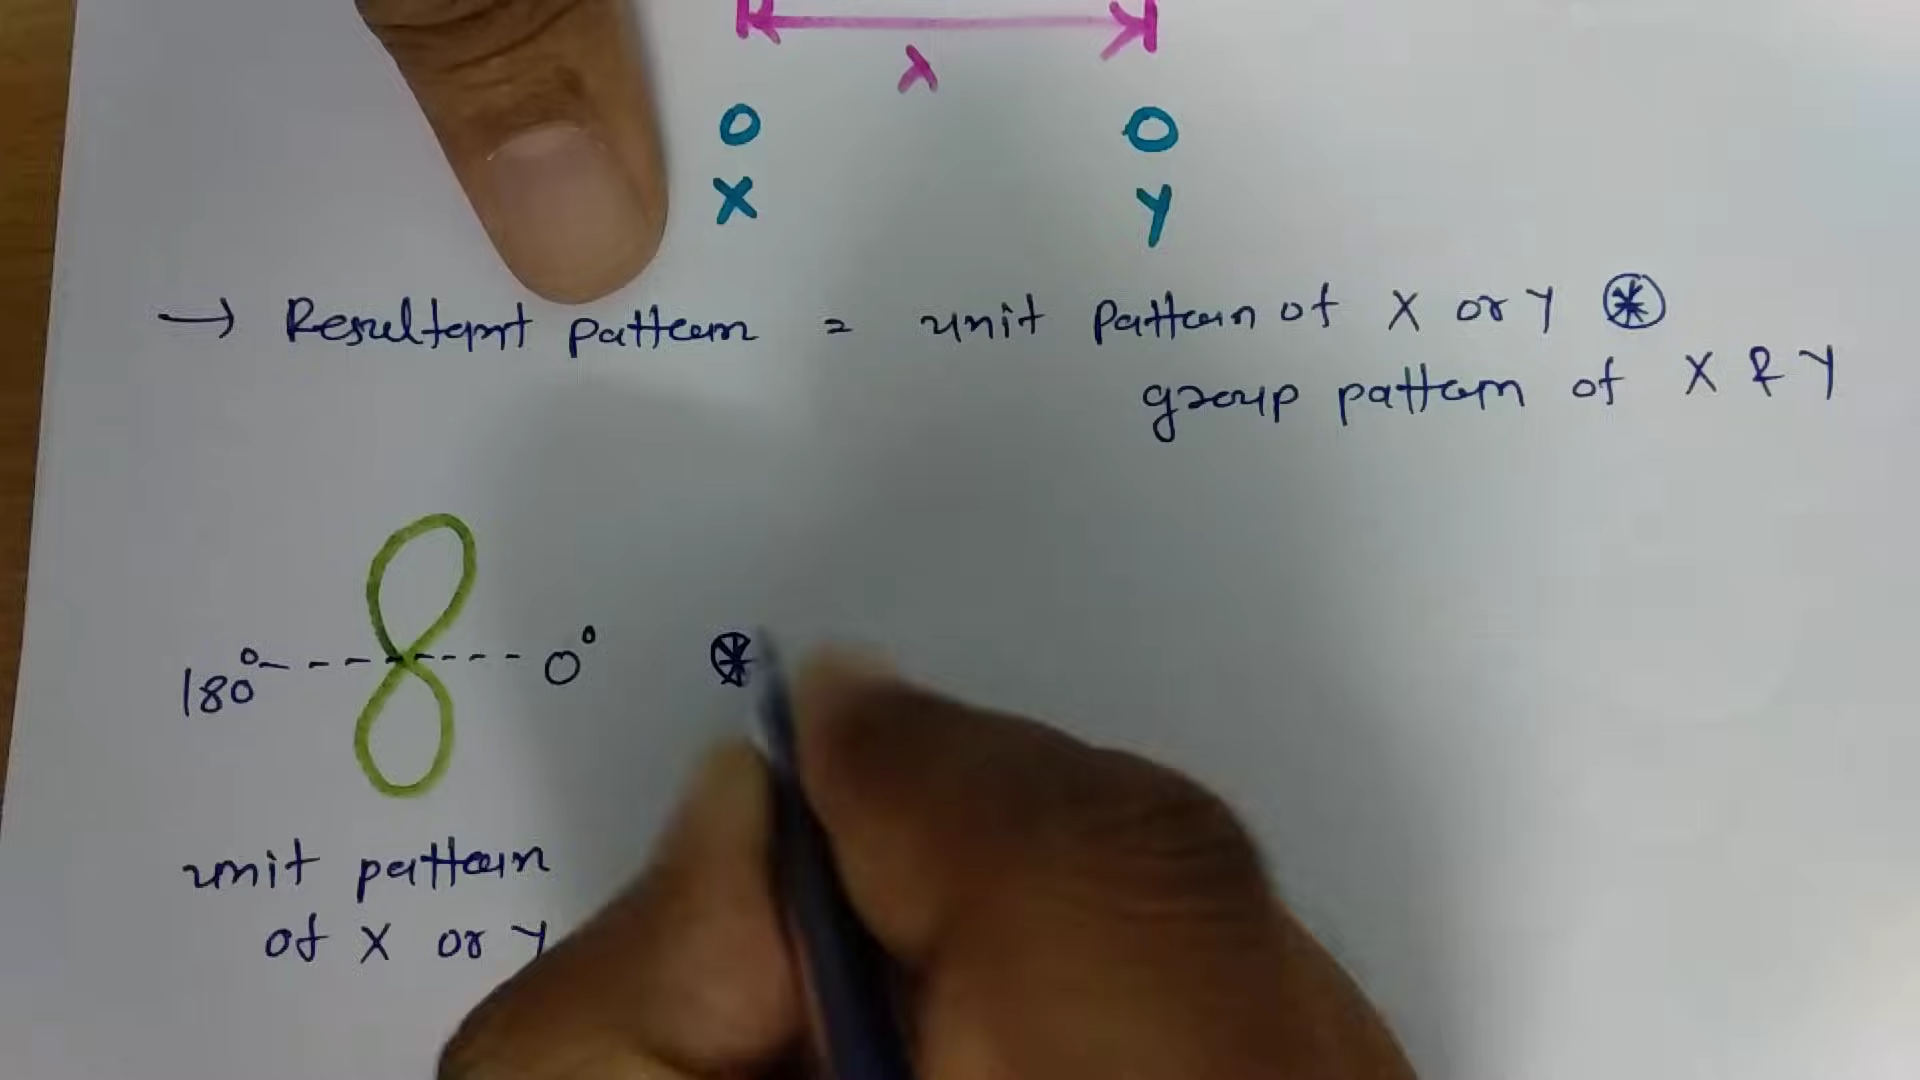 λ
O O
X Y
→ Resultant pattern = unit pattern of X or Y ⊛
group pattern of X & Y
180° 0° ⊛
unit pattern
of X or Y